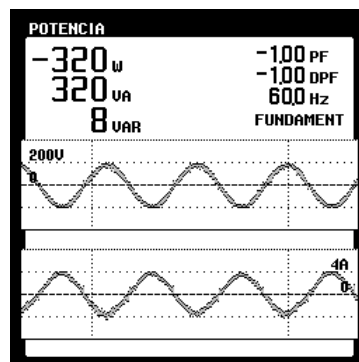 POTENCIA
-320 W
320 VA
8 VAR
-1.00 PF
-1.00 DPF
60.0 Hz
FUNDAMENT
200V
0
4A
0